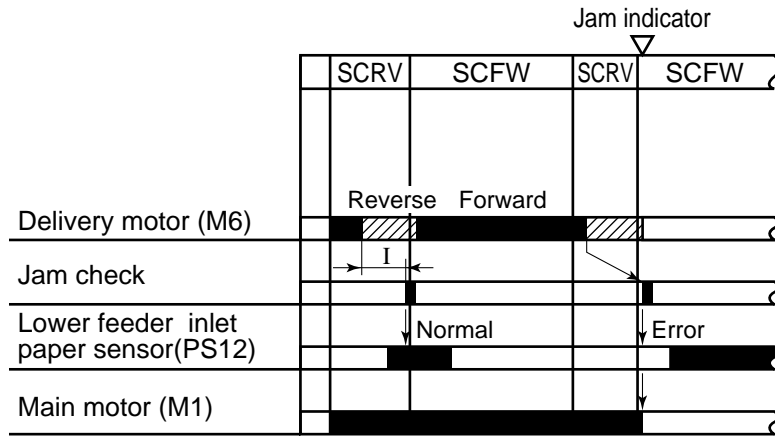 Jam indicator
SCRV SCFW SCRV SCFW
Reverse Forward
Delivery motor (M6)
I
Jam check
Lower feeder inlet
paper sensor(PS12)
Normal Error
Main motor (M1)